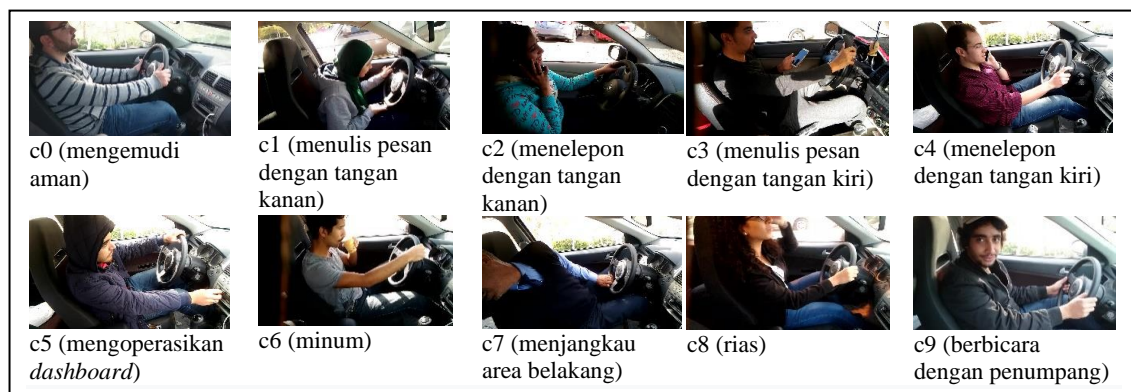 c0 (mengemudi
aman)
c1 (menulis pesan
dengan tangan
kanan)
c2 (menelepon
dengan tangan
kanan)
c3 (menulis pesan
dengan tangan kiri)
c4 (menelepon
dengan tangan kiri)
c5 (mengoperasikan
dashboard)
c6 (minum)
c7 (menjangkau
area belakang)
c8 (rias)
c9 (berbicara
dengan penumpang)